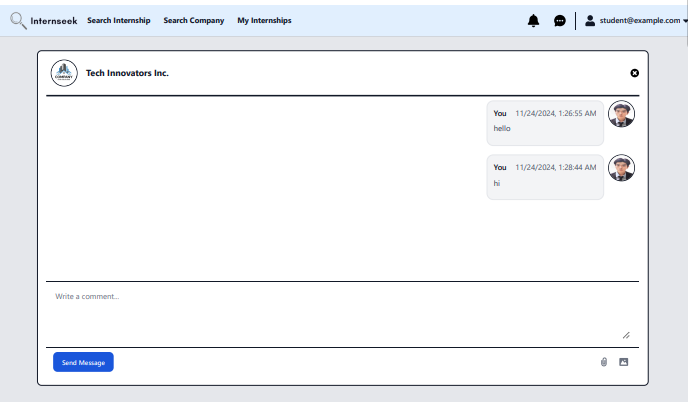 Internseek Search Internship Search Company My Internships student@example.com
COMPANY
Tech Innovators Inc.
You 11/24/2024, 1:26:55 AM
hello
You 11/24/2024, 1:28:44 AM
hi
Write a comment...
Send Message